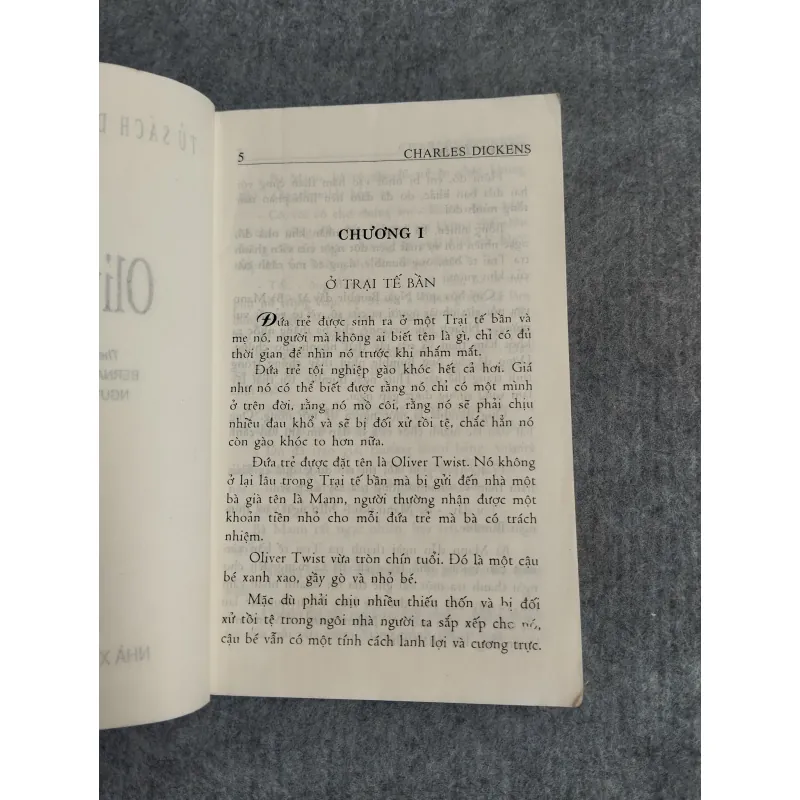 TỦ SÁCH D
Oli
The
BERNA
NGU
NHÀ X
5 CHARLES DICKENS
CHƯƠNG I
Ở TRẠI TẾ BẦN
Đứa trẻ được sinh ra ở một Trại tế bần và
mẹ nó, người mà không ai biết tên là gì, chỉ có đủ
thời gian để nhìn nó trước khi nhắm mắt.
Đứa trẻ tội nghiệp gào khóc hết cả hơi. Giá
như nó có thể biết được rằng nó chỉ có một mình
ở trên đời, rằng nó mồ côi, rằng nó sẽ phải chịu
nhiều đau khổ và sẽ bị đối xử tồi tệ, chắc hẳn nó
còn gào khóc to hơn nữa.
Đứa trẻ được đặt tên là Oliver Twist. Nó không
ở lại lâu trong Trại tế bần mà bị gửi đến nhà một
bà già tên là Mann, người thường nhận được một
khoản tiền nhỏ cho mỗi đứa trẻ mà bà có trách
nhiệm.
Oliver Twist vừa tròn chín tuổi. Đó là một cậu
bé xanh xao, gầy gò và nhỏ bé.
Mặc dù phải chịu nhiều thiếu thốn và bị đối
xử tồi tệ trong ngôi nhà người ta sắp xếp cho nó,
cậu bé vẫn có một tính cách lanh lợi và cương trực.